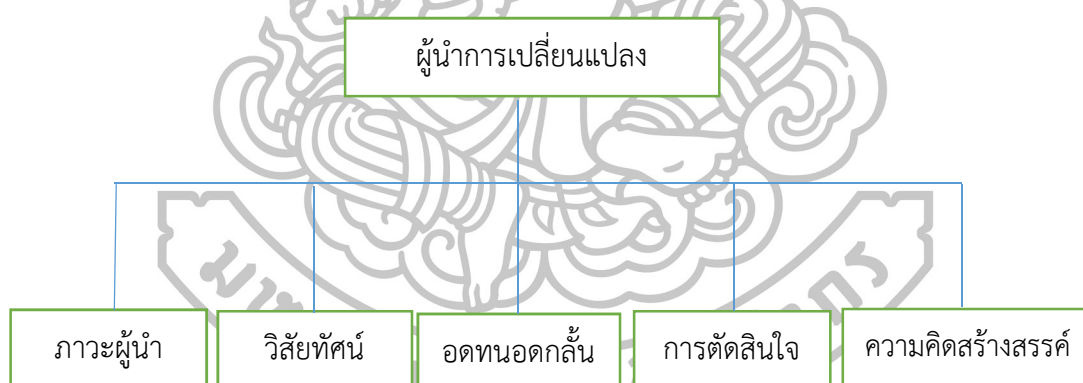 ผู้นำการเปลี่ยนแปลง
ภาวะผู้นำ
วิสัยทัศน์
อดทนอดกลั้น
การตัดสินใจ
ความคิดสร้างสรรค์